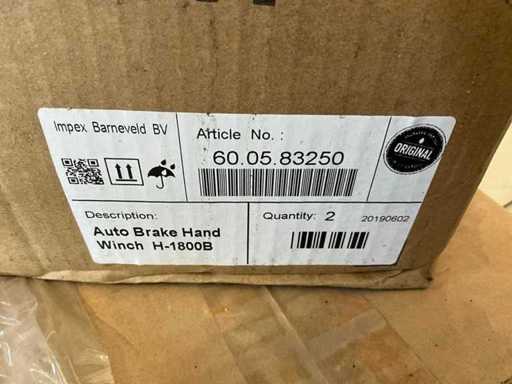 Impex Barneveld BV
Article No. :
60.05.83250
ORIGINAL
Description:
Auto Brake Hand
Winch H-1800B
Quantity: 2
20190602